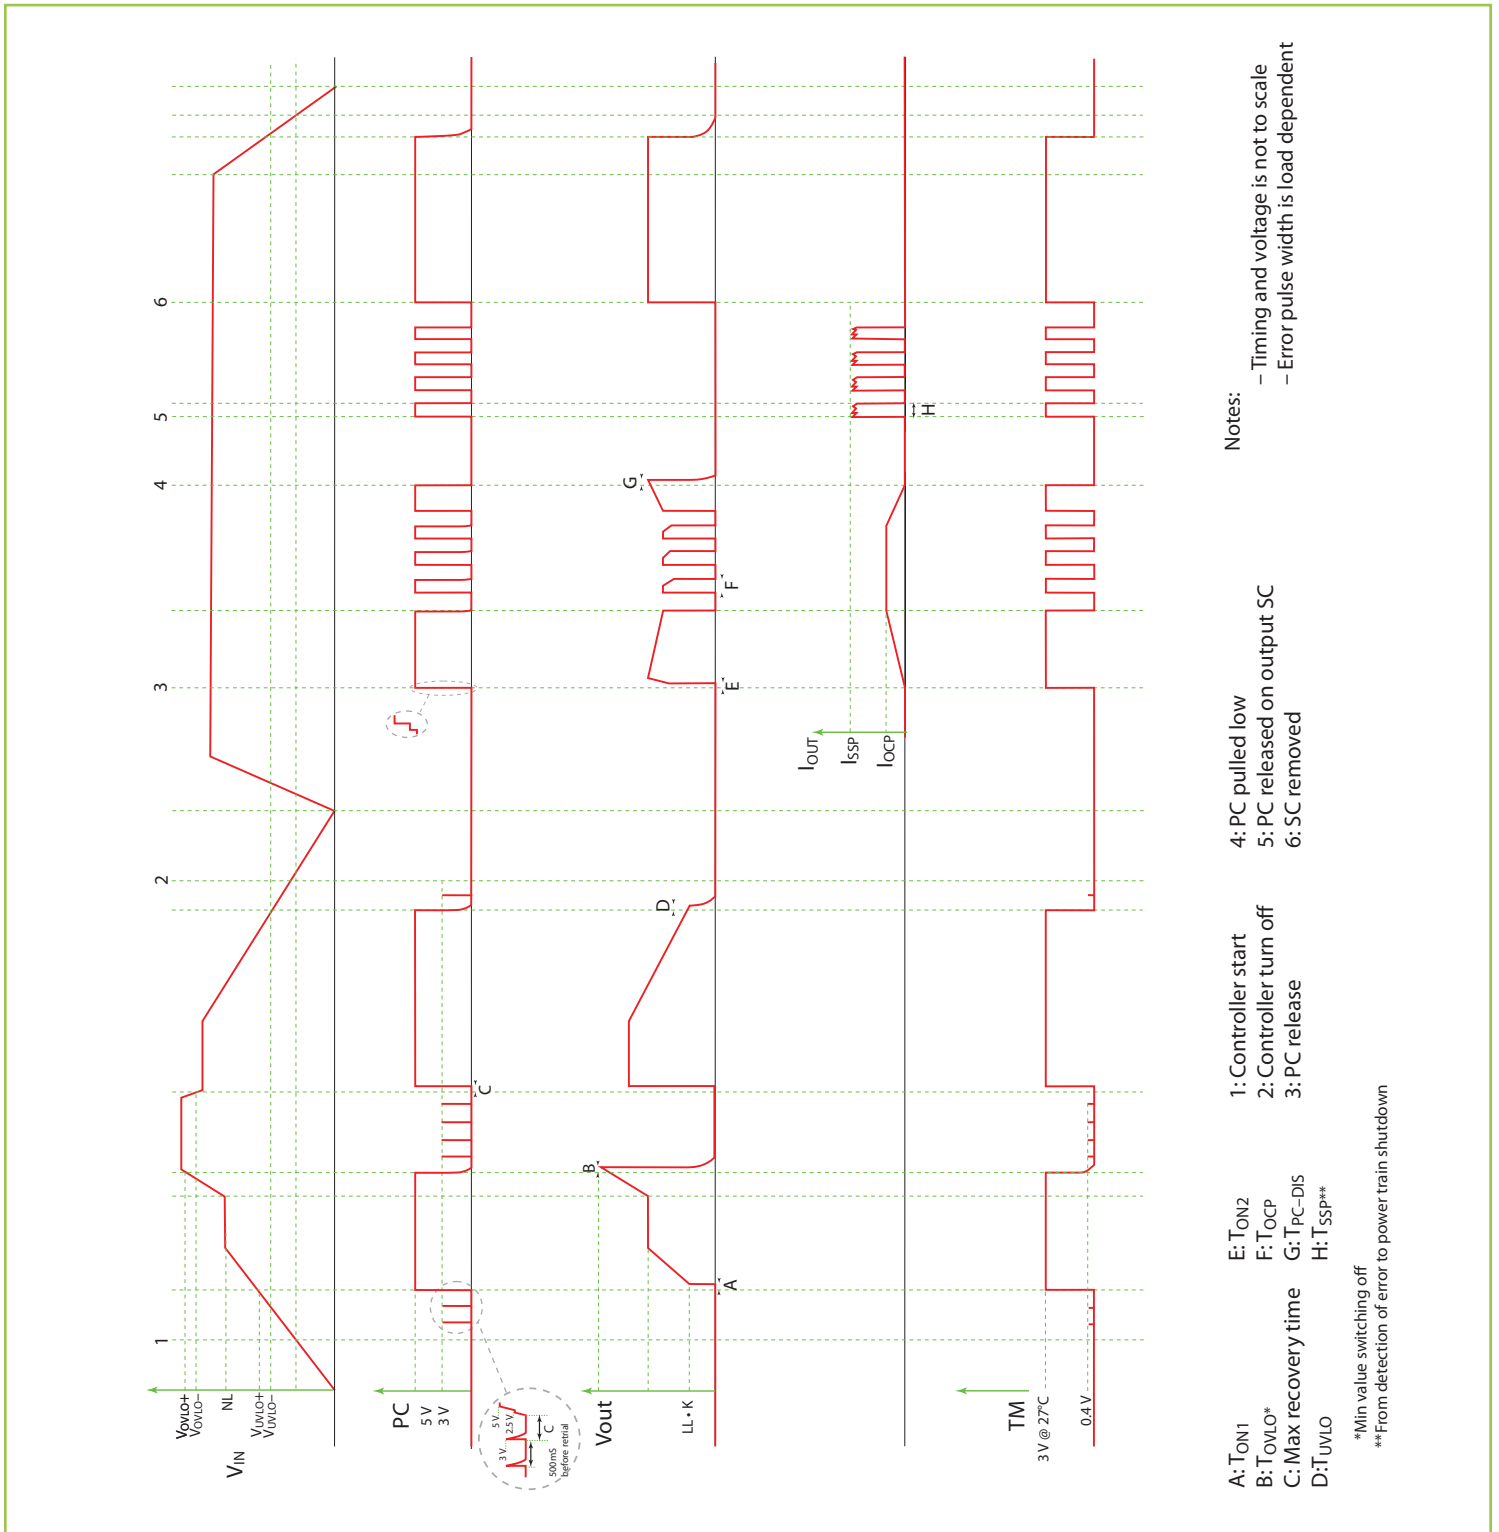 1
2
3
4
5
6
VOVLO+
VOVLO–
NL
VUVLO+
VUVLO–
VIN
PC
5 V
3 V
3 V
5 V
2.5 V
C
500mS
before retrial
C
Vout
LL • K
A
B
D
E
F
G
IOUT
ISSP
IOCP
H
TM
3 V @ 27°C
0.4 V
A: TON1
B: TOVLO*
C: Max recovery time
D:TUVLO
E: TON2
F: TOCP
G: TPC–DIS
H: TSSP**
1: Controller start
2: Controller turn off
3: PC release
4: PC pulled low
5: PC released on output SC
6: SC removed
Notes:
– Timing and voltage is not to scale
– Error pulse width is load dependent
*Min value switching off
**From detection of error to power train shutdown